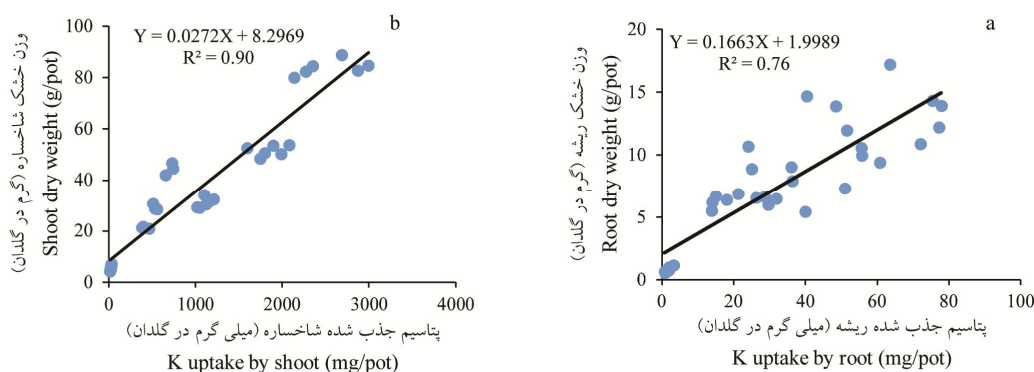 b
Y = 0.0272X + 8.2969
R² = 0.90
وزن خشک شاخساره (گرم در گلدان)
Shoot dry weight (g/pot)
100
80
60
40
20
0
0 1000 2000 3000 4000
پتاسیم جذب شده شاخساره (میلی گرم در گلدان)
K uptake by shoot (mg/pot)
a
Y = 0.1663X + 1.9989
R² = 0.76
وزن خشک ریشه (گرم در گلدان)
Root dry weight (g/pot)
20
15
10
5
0
0 20 40 60 80 100
پتاسیم جذب شده ریشه (میلی گرم در گلدان)
K uptake by root (mg/pot)